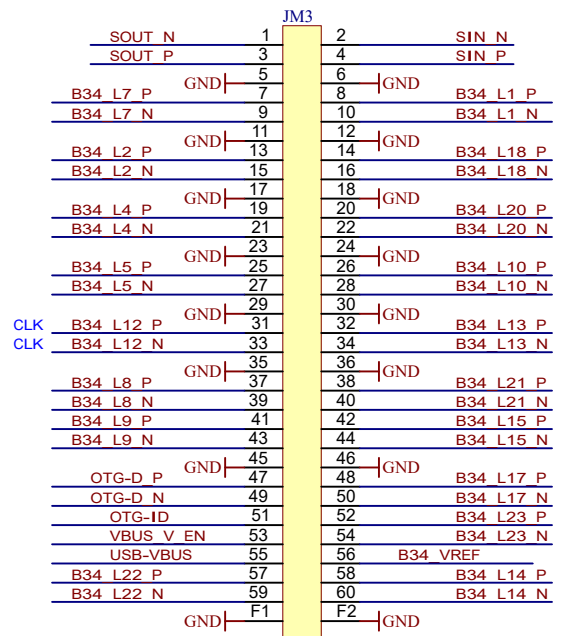 JM3
SOUT_N 1 2 SIN_N
SOUT_P 3 4 SIN_P
GND 5 6 GND
B34_L7_P 7 8 B34_L1_P
B34_L7_N 9 10 B34_L1_N
GND 11 12 GND
B34_L2_P 13 14 B34_L18_P
B34_L2_N 15 16 B34_L18_N
GND 17 18 GND
B34_L4_P 19 20 B34_L20_P
B34_L4_N 21 22 B34_L20_N
GND 23 24 GND
B34_L5_P 25 26 B34_L10_P
B34_L5_N 27 28 B34_L10_N
GND 29 30 GND
CLK B34_L12_P 31 32 B34_L13_P
CLK B34_L12_N 33 34 B34_L13_N
GND 35 36 GND
B34_L8_P 37 38 B34_L21_P
B34_L8_N 39 40 B34_L21_N
B34_L9_P 41 42 B34_L15_P
B34_L9_N 43 44 B34_L15_N
GND 45 46 GND
OTG-D_P 47 48 B34_L17_P
OTG-D_N 49 50 B34_L17_N
OTG-ID 51 52 B34_L23_P
VBUS_V_EN 53 54 B34_L23_N
USB-VBUS 55 56 B34_VREF
B34_L22_P 57 58 B34_L14_P
B34_L22_N 59 60 B34_L14_N
GND F1 F2 GND